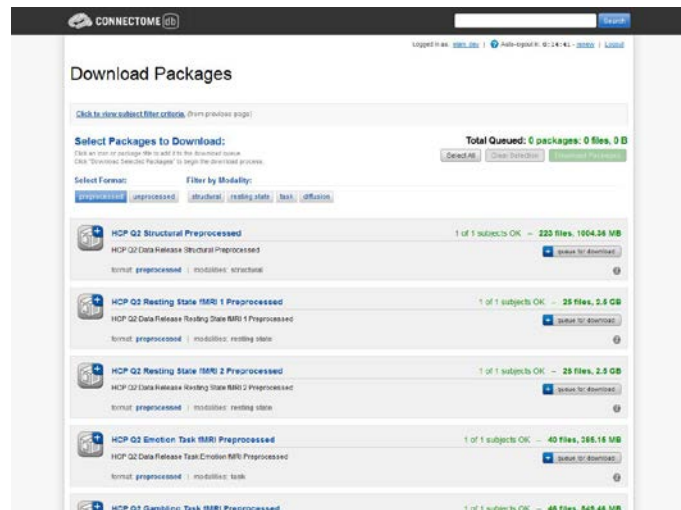 CONNECTOME db
Search
Logged in as: | Auto-logout in: 0:14:41 - renew | Logout
Download Packages
Click to view subject filter criteria. (from previous page)
Select Packages to Download:
Total Queued: 0 packages: 0 files, 0 B
Click an icon or package title to add it to the download queue.
Click "Download Selected Packages" to begin the download process.
Select All Clear Selection Download Packages
Select Format: Filter by Modality:
preprocessed unprocessed structural resting state task diffusion
HCP Q2 Structural Preprocessed 1 of 1 subjects OK – 223 files, 1004.36 MB
HCP Q2 Data Release Structural Preprocessed queue for download
format: preprocessed | modalities: structural
HCP Q2 Resting State fMRI 1 Preprocessed 1 of 1 subjects OK – 25 files, 2.5 GB
HCP Q2 Data Release Resting State fMRI 1 Preprocessed queue for download
format: preprocessed | modalities: resting state
HCP Q2 Resting State fMRI 2 Preprocessed 1 of 1 subjects OK – 25 files, 2.5 GB
HCP Q2 Data Release Resting State fMRI 2 Preprocessed queue for download
format: preprocessed | modalities: resting state
HCP Q2 Emotion Task fMRI Preprocessed 1 of 1 subjects OK – 40 files, MB
HCP Q2 Data Release Task Emotion fMRI Preprocessed queue for download
format: preprocessed | modalities: task
HCP Q2 Gambling Task fMRI Preprocessed 1 of 1 subjects OK – files, MB